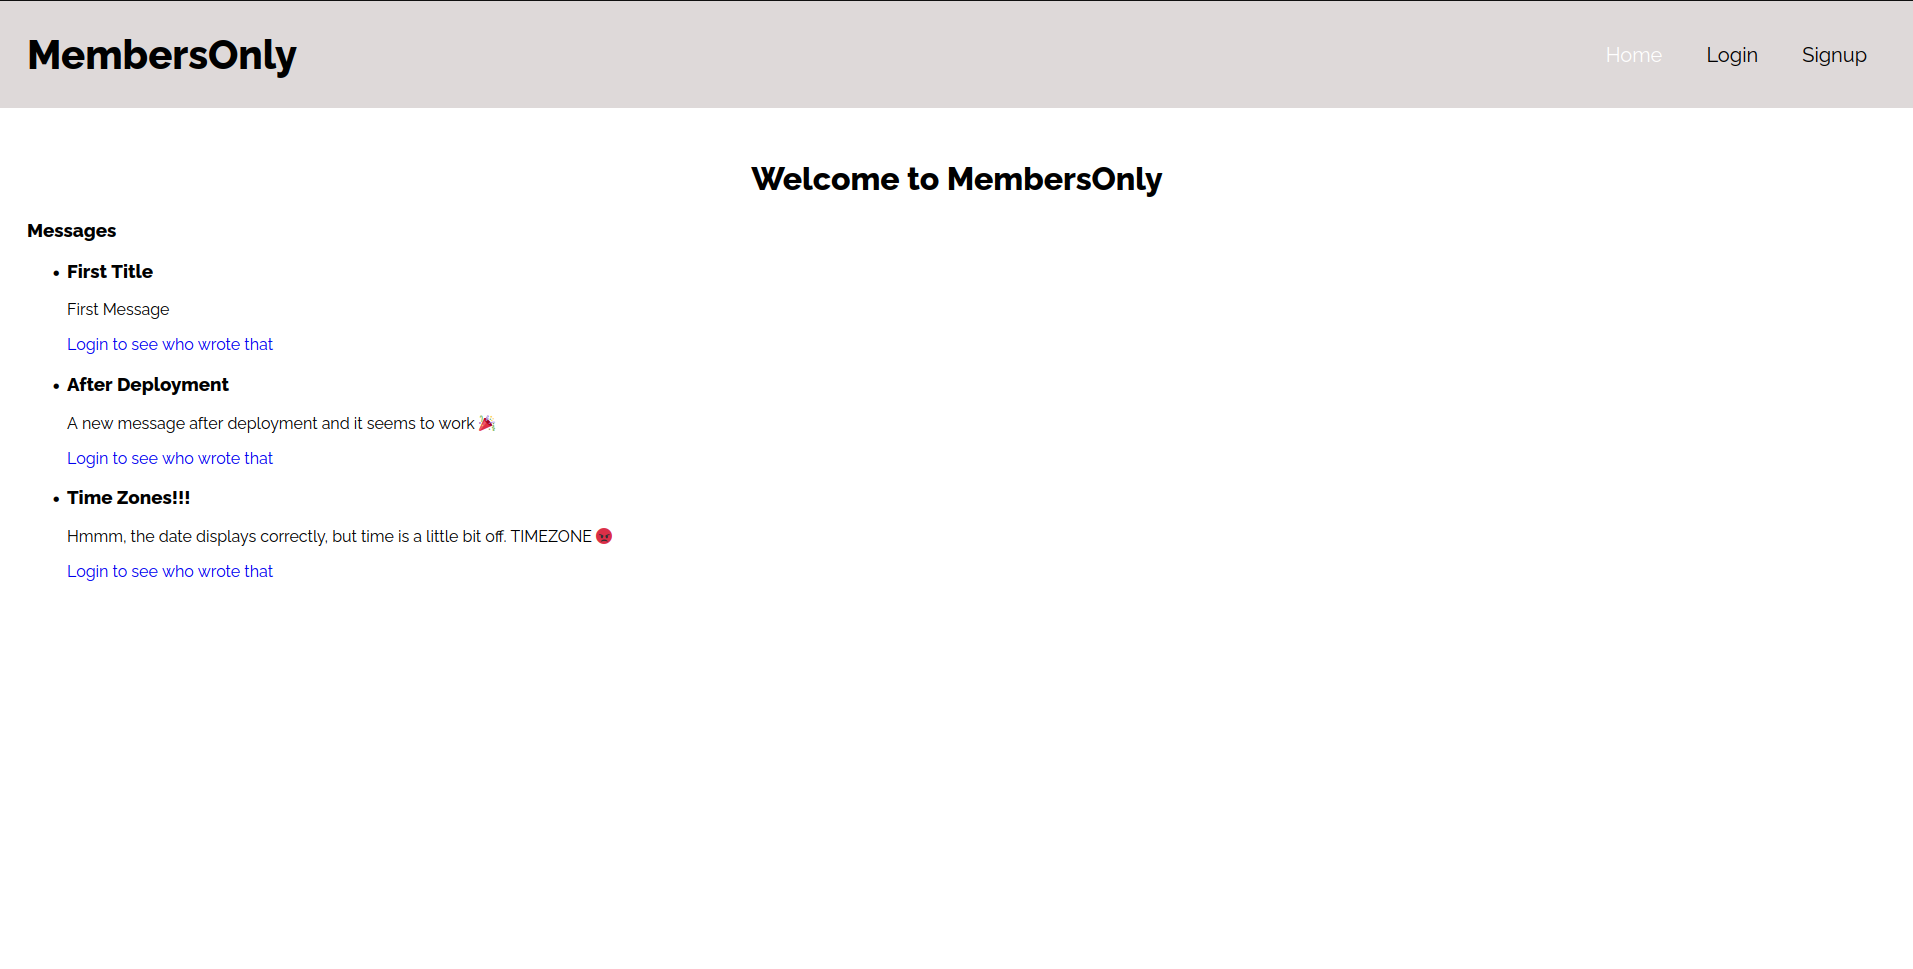 MembersOnly
Home Login Signup
Welcome to MembersOnly
Messages
• First Title
First Message
Login to see who wrote that
• After Deployment
A new message after deployment and it seems to work 🎉
Login to see who wrote that
• Time Zones!!!
Hmmm, the date displays correctly, but time is a little bit off. TIMEZONE 😡
Login to see who wrote that